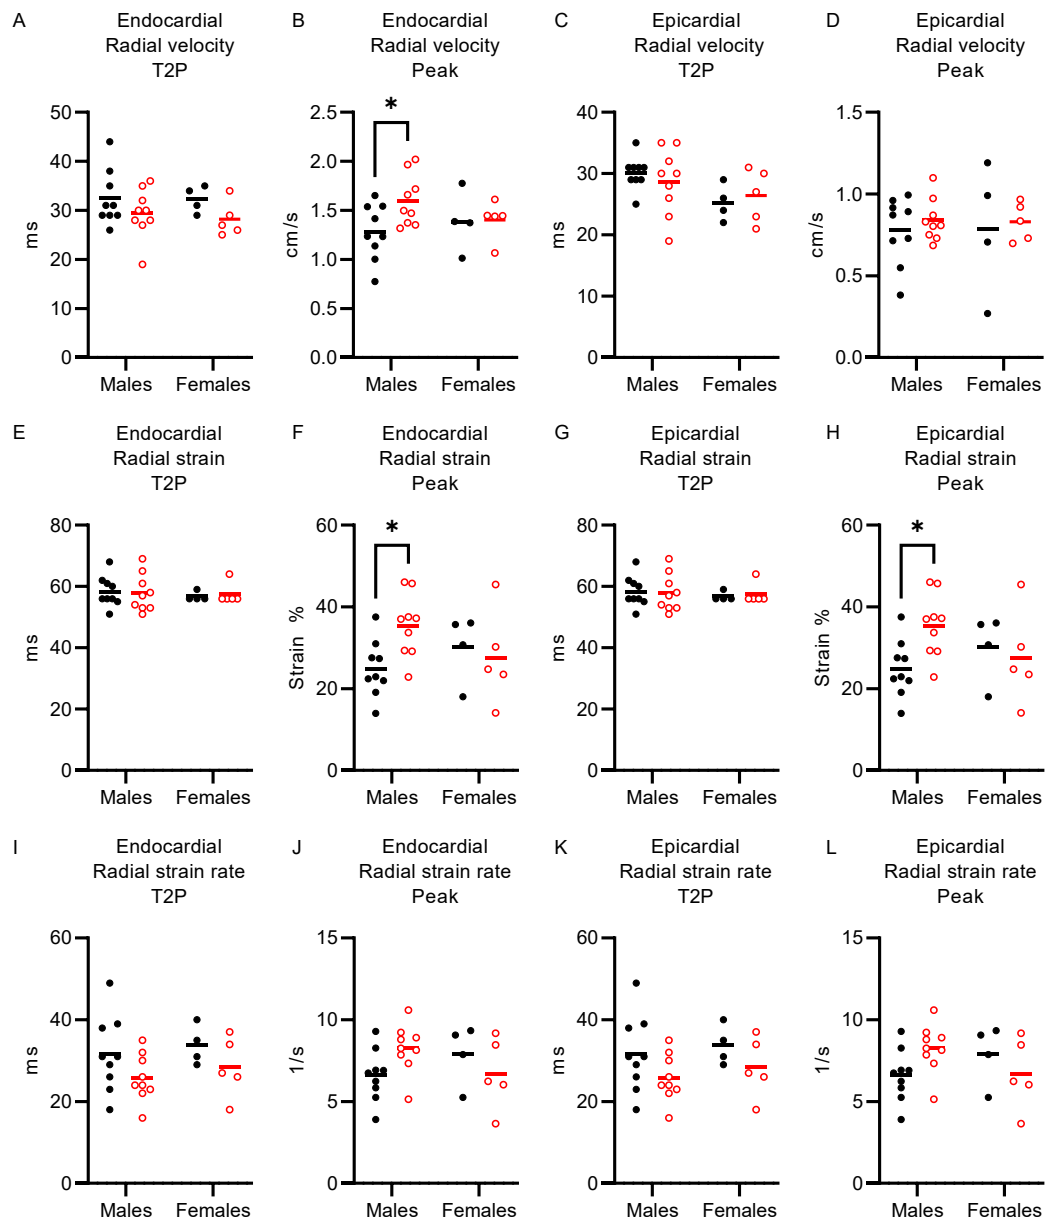 A
Endocardial
Radial velocity
T2P
50
40
30
20
10
0
ms
Males
Females
B
Endocardial
Radial velocity
Peak
2.5
2.0
1.5
1.0
0.5
0.0
cm/s
*
Males
Females
C
Epicardial
Radial velocity
T2P
40
30
20
10
0
ms
Males
Females
D
Epicardial
Radial velocity
Peak
1.5
1.0
0.5
0.0
cm/s
Males
Females
E
Endocardial
Radial strain
T2P
80
60
40
20
0
ms
Males
Females
F
Endocardial
Radial strain
Peak
60
40
20
0
Strain %
*
Males
Females
G
Epicardial
Radial strain
T2P
80
60
40
20
0
ms
Males
Females
H
Epicardial
Radial strain
Peak
60
40
20
0
Strain %
*
Males
Females
I
Endocardial
Radial strain rate
T2P
60
40
20
0
ms
Males
Females
J
Endocardial
Radial strain rate
Peak
15
10
5
0
1/s
Males
Females
K
Epicardial
Radial strain rate
T2P
60
40
20
0
ms
Males
Females
L
Epicardial
Radial strain rate
Peak
15
10
5
0
1/s
Males
Females